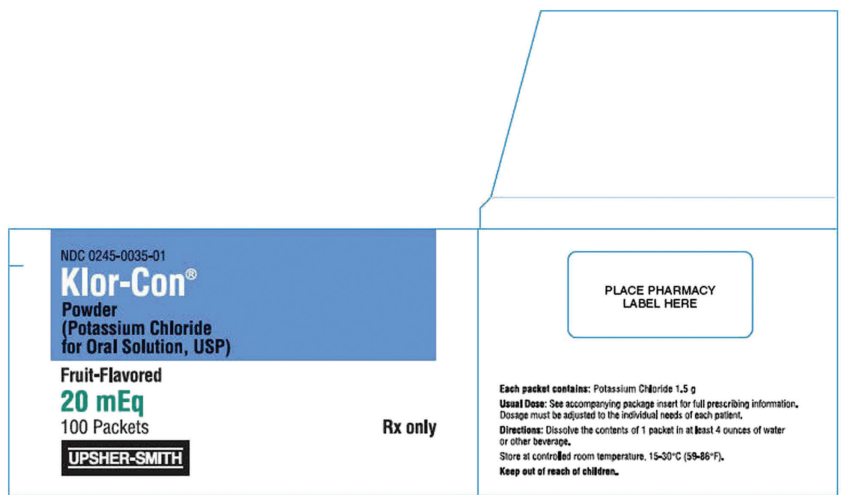 NDC 0245-0035-01
Klor-Con®
Powder
(Potassium Chloride
for Oral Solution, USP)
Fruit-Flavored
20 mEq
100 Packets
Rx only
UPSHER-SMITH
PLACE PHARMACY
LABEL HERE
Each packet contains: Potassium Chloride 1.5 g
Usual Dose: See accompanying package insert for full prescribing information.
Dosage must be adjusted to the individual needs of each patient.
Directions: Dissolve the contents of 1 packet in at least 4 ounces of water
or other beverage.
Store at controlled room temperature, 15-30°C (59-86°F).
Keep out of reach of children.